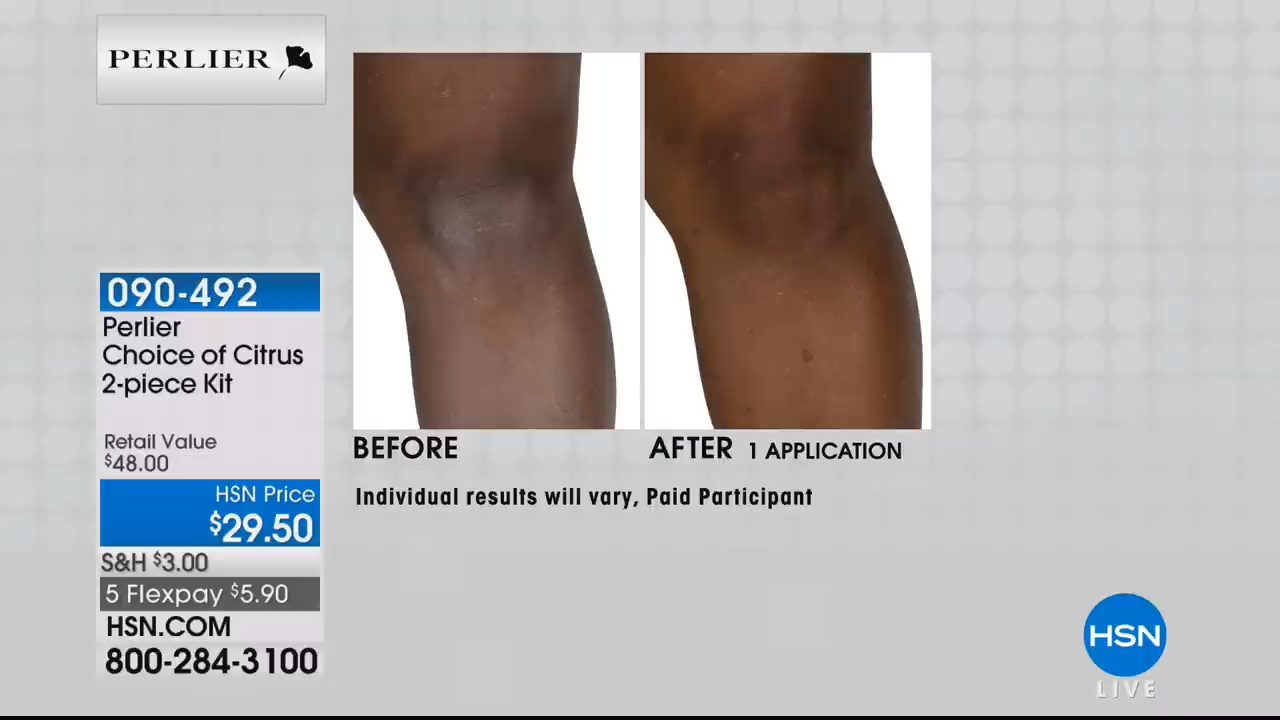 PERLIER
090-492
Perlier
Choice of Citrus
2-piece Kit
Retail Value
$48.00
HSN Price
$29.50
S&H $3.00
5 Flexpay $5.90
HSN.COM
800-284-3100
BEFORE
AFTER 1 APPLICATION
Individual results will vary, Paid Participant
HSN
LIVE